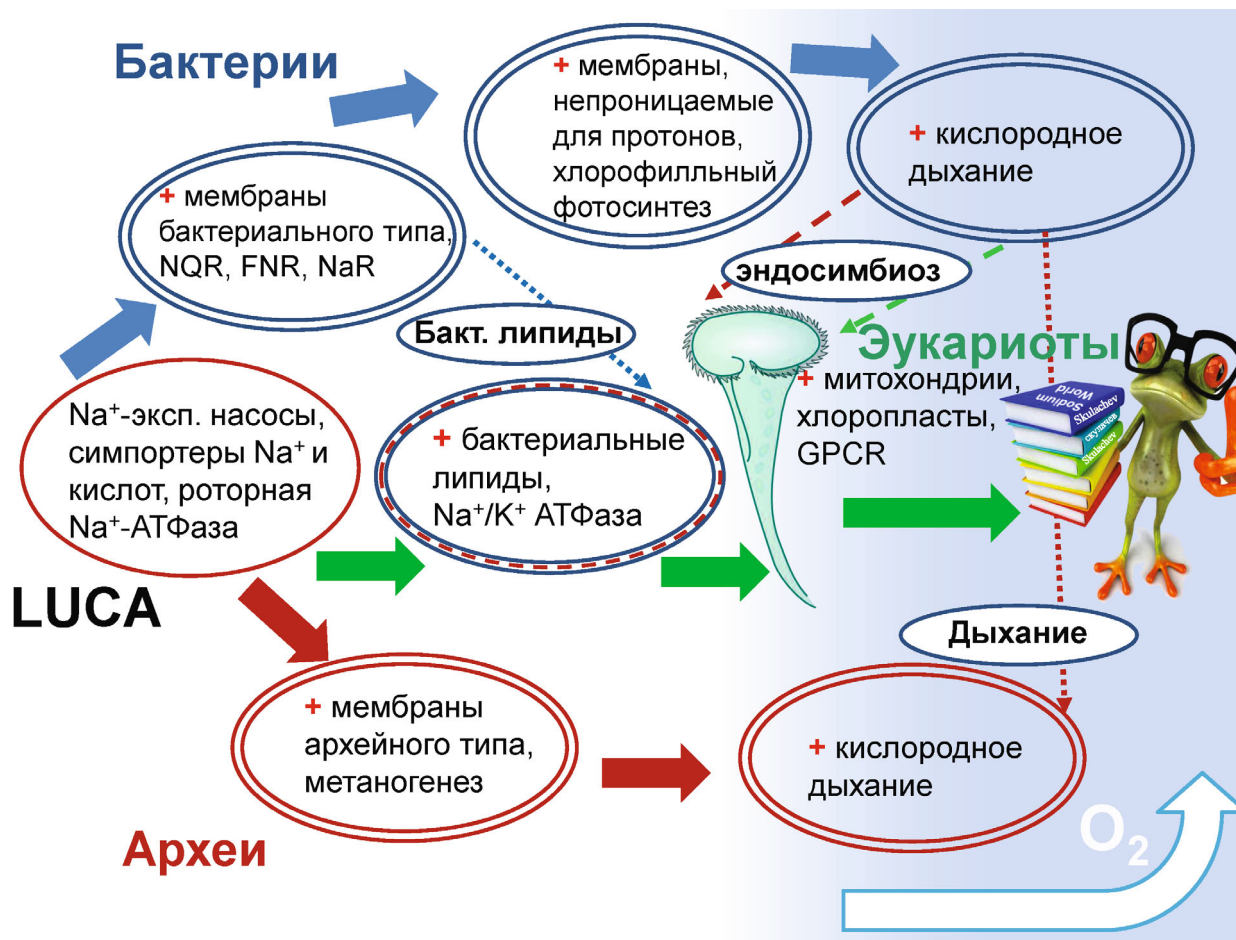 Бактерии
+ мембраны,
непроницаемые
для протонов,
хлорофилльный
фотосинтез
+ кислородное
дыхание
+ мембраны
бактериального типа,
NQR, FNR, NaR
эндосимбиоз
Бакт. липиды
Эукариоты
+ митохондрии,
хлоропласты,
GPCR
Sodium
World
Skulachev
скулачев
Skulachev
Na⁺-эксп. насосы,
симпортеры Na⁺ и
кислот, роторная
Na⁺-АТФаза
+ бактериальные
липиды,
Na⁺/K⁺ АТФаза
LUCA
Дыхание
+ мембраны
архейного типа,
метаногенез
+ кислородное
дыхание
Археи
O₂